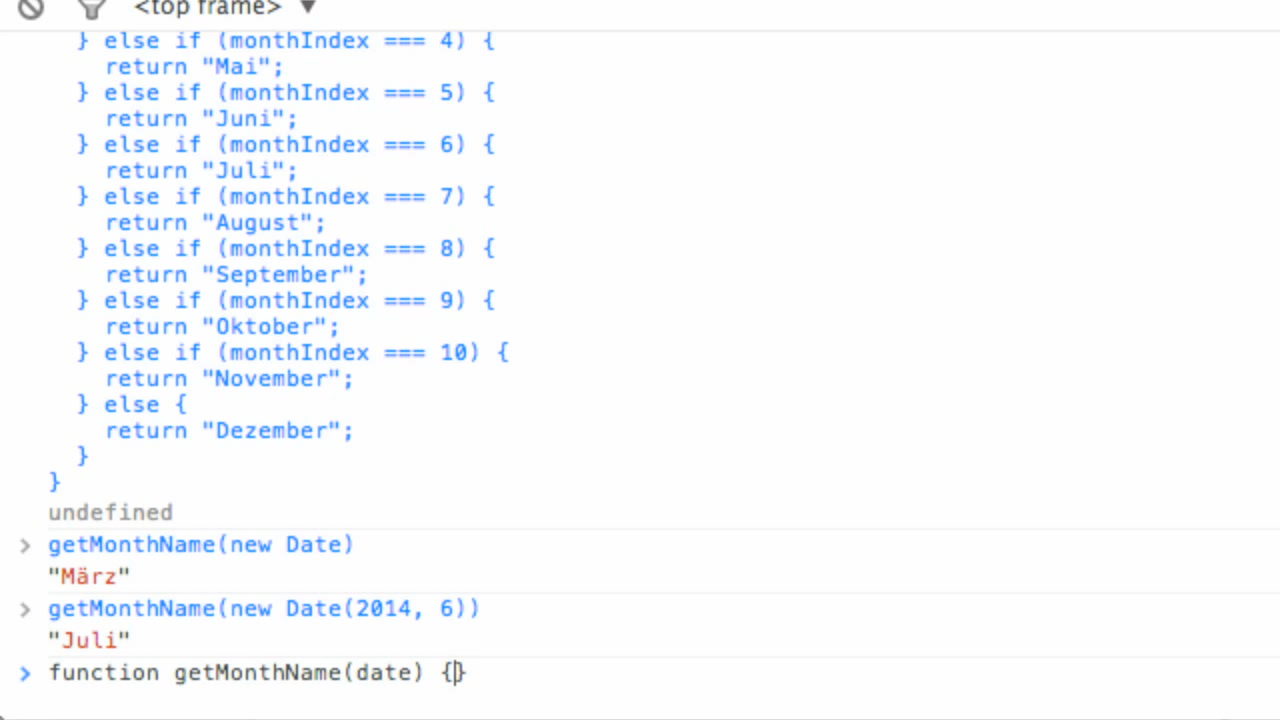 <top frame> ▼
} else if (monthIndex === 4) {
return "Mai";
} else if (monthIndex === 5) {
return "Juni";
} else if (monthIndex === 6) {
return "Juli";
} else if (monthIndex === 7) {
return "August";
} else if (monthIndex === 8) {
return "September";
} else if (monthIndex === 9) {
return "Oktober";
} else if (monthIndex === 10) {
return "November";
} else {
return "Dezember";
}
}
undefined
> getMonthName(new Date)
"März"
> getMonthName(new Date(2014, 6))
"Juli"
> function getMonthName(date) {}